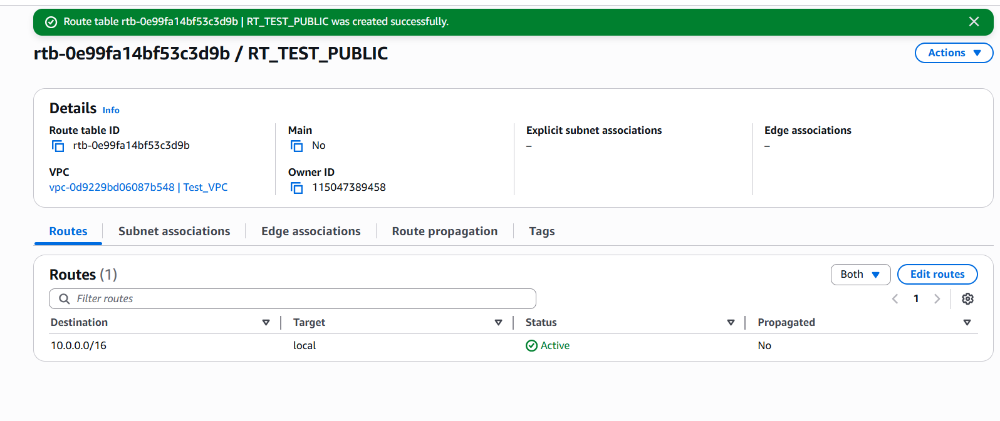 Route table rtb-0e99fa14bf53c3d9b | RT_TEST_PUBLIC was created successfully.
rtb-0e99fa14bf53c3d9b / RT_TEST_PUBLIC
Actions
Details Info
Route table ID
rtb-0e99fa14bf53c3d9b
Main
No
Explicit subnet associations
–
Edge associations
–
VPC
vpc-0d9229bd06087b548 | Test_VPC
Owner ID
115047389458
Routes Subnet associations Edge associations Route propagation Tags
Routes (1)
Both Edit routes
Filter routes
1
Destination Target Status Propagated
10.0.0.0/16 local Active No